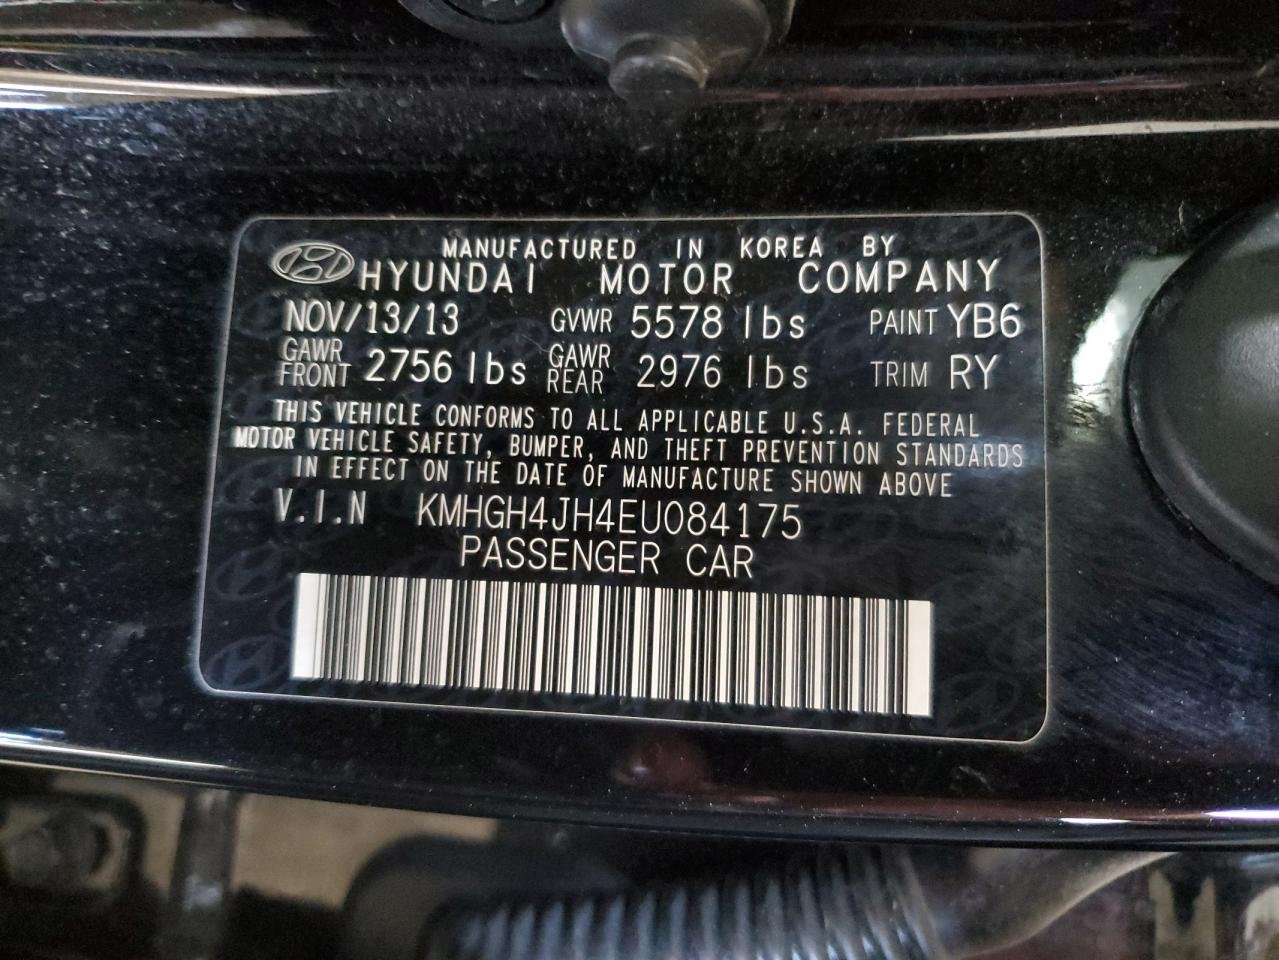 MANUFACTURED IN KOREA BY
HYUNDAI MOTOR COMPANY
NOV/13/13 GVWR 5578 lbs PAINT YB6
GAWR FRONT 2756 lbs GAWR REAR 2976 lbs TRIM RY
THIS VEHICLE CONFORMS TO ALL APPLICABLE U.S.A. FEDERAL
MOTOR VEHICLE SAFETY, BUMPER, AND THEFT PREVENTION STANDARDS
IN EFFECT ON THE DATE OF MANUFACTURE SHOWN ABOVE
V.I.N KMHGH4JH4EU084175
PASSENGER CAR